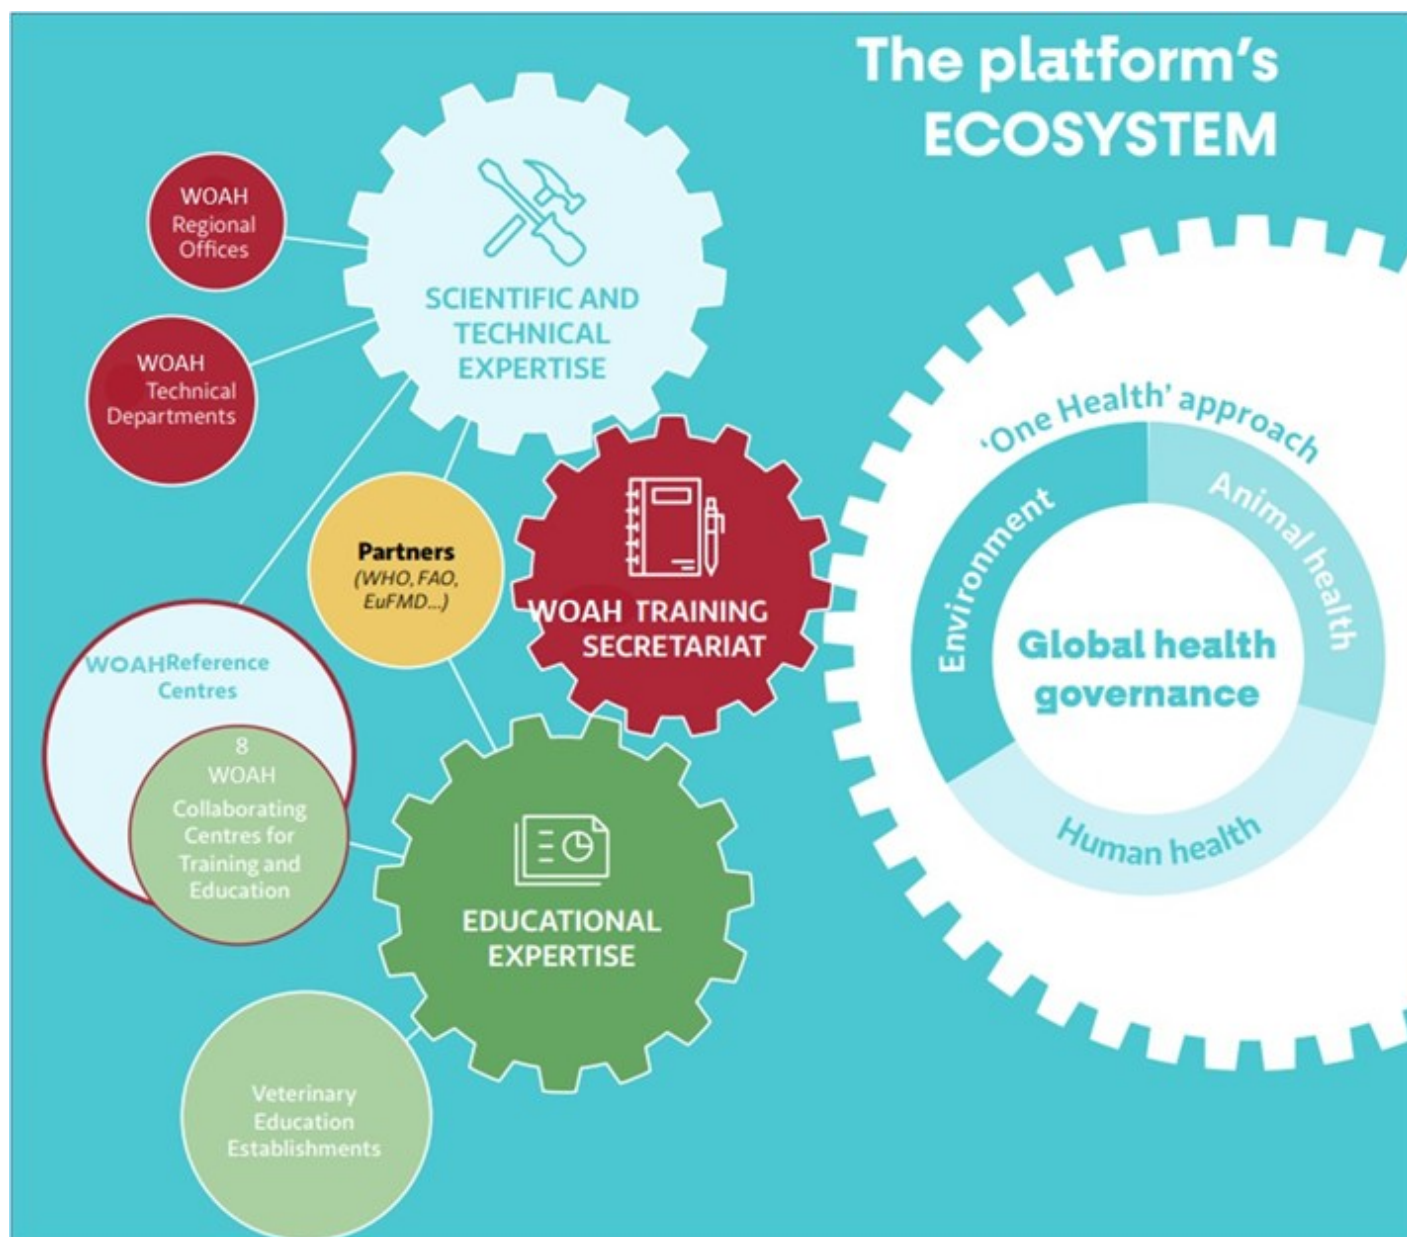 The platform's
ECOSYSTEM
WOAH
Regional
Offices
SCIENTIFIC AND
TECHNICAL
EXPERTISE
WOAH
Technical
Departments
Partners
(WHO, FAO,
EuFMD...)
WOAH TRAINING
SECRETARIAT
WOAHReference
Centres
8
WOAH
Collaborating
Centres for
Training and
Education
EDUCATIONAL
EXPERTISE
Veterinary
Education
Establishments
'One Health' approach
Environment
Animal health
Human health
Global health
governance